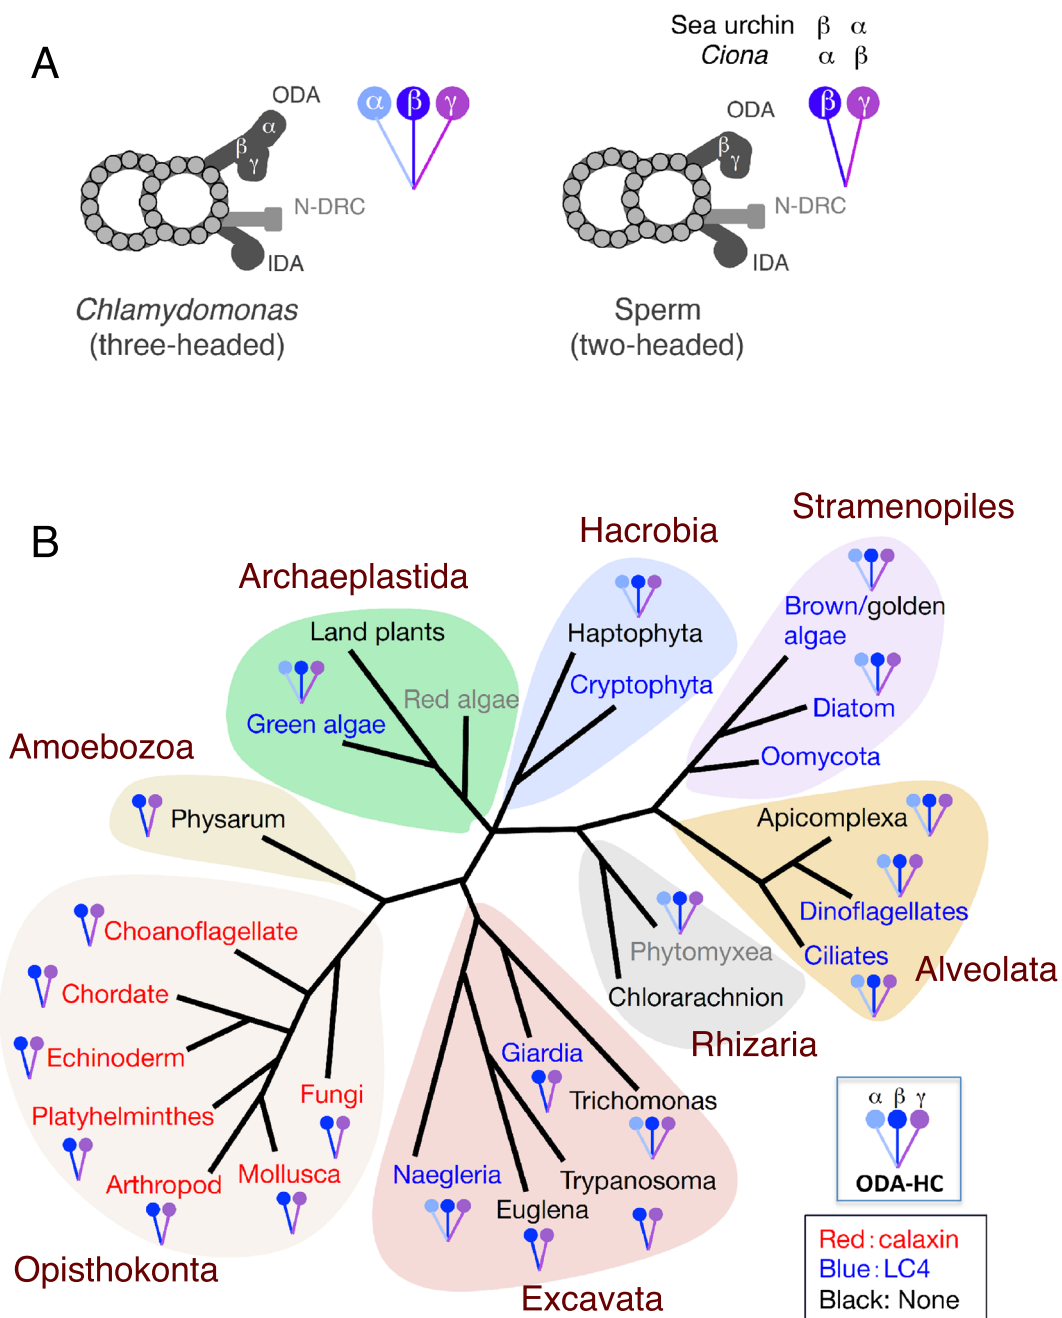 A
Sea urchin β α
Ciona α β
ODA
α β γ
α
β
γ
N-DRC
IDA
Chlamydomonas
(three-headed)
ODA
β γ
β
γ
N-DRC
IDA
Sperm
(two-headed)
B
Stramenopiles
Hacrobia
Archaeplastida
Brown/golden
algae
Land plants
Haptophyta
Cryptophyta
Red algae
Green algae
Diatom
Oomycota
Amoebozoa
Physarum
Apicomplexa
Dinoflagellates
Ciliates
Alveolata
Choanoflagellate
Chordate
Echinoderm
Platyhelminthes
Arthropod
Mollusca
Fungi
Opisthokonta
Phytomyxea
Chlorarachnion
Rhizaria
Giardia
Trichomonas
Naegleria
Trypanosoma
Euglena
Excavata
α β γ
ODA-HC
Red: calaxin
Blue: LC4
Black: None